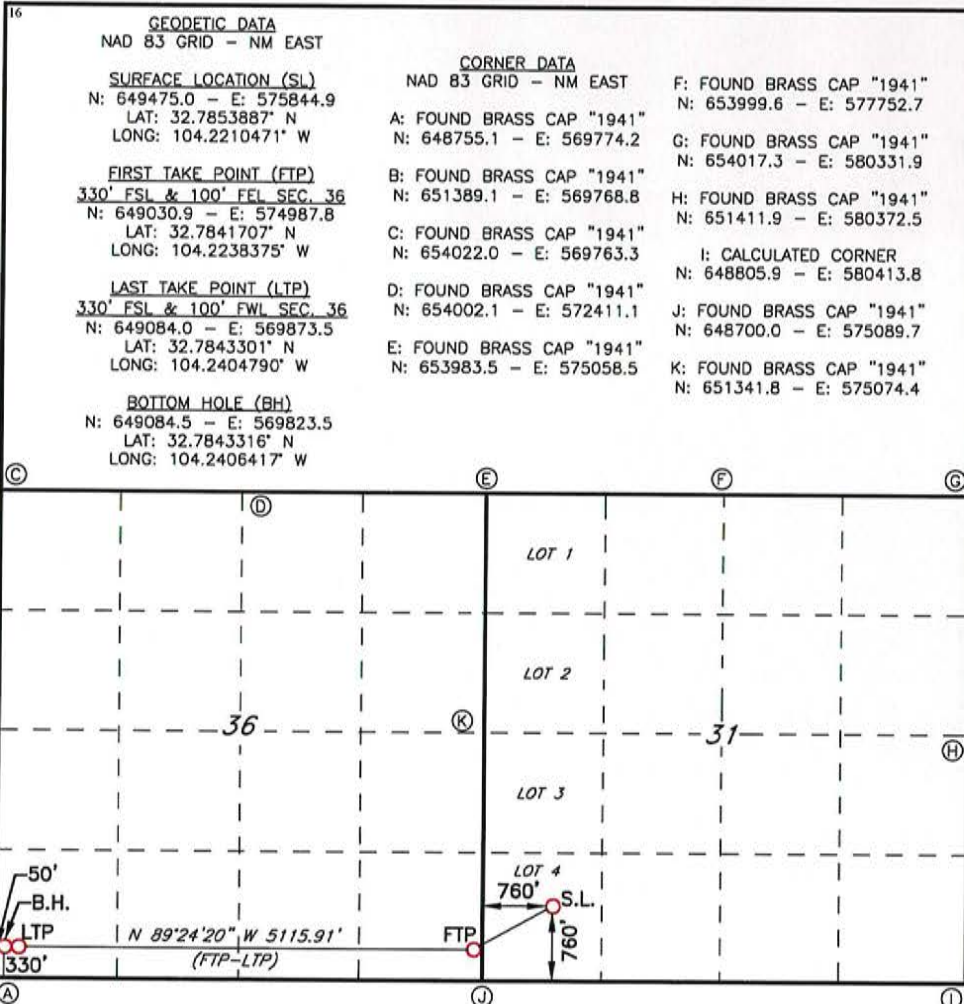 16
GEODETIC DATA
NAD 83 GRID – NM EAST
SURFACE LOCATION (SL)
N: 649475.0 – E: 575844.9
LAT: 32.7853887° N
LONG: 104.2210471° W
FIRST TAKE POINT (FTP)
330' FSL & 100' FEL SEC. 36
N: 649030.9 – E: 574987.8
LAT: 32.7841707° N
LONG: 104.2238375° W
LAST TAKE POINT (LTP)
330' FSL & 100' FWL SEC. 36
N: 649084.0 – E: 569873.5
LAT: 32.7843301° N
LONG: 104.2404790° W
BOTTOM HOLE (BH)
N: 649084.5 – E: 569823.5
LAT: 32.7843316° N
LONG: 104.2406417° W
CORNER DATA
NAD 83 GRID – NM EAST
A: FOUND BRASS CAP "1941"
N: 648755.1 – E: 569774.2
B: FOUND BRASS CAP "1941"
N: 651389.1 – E: 569768.8
C: FOUND BRASS CAP "1941"
N: 654022.0 – E: 569763.3
D: FOUND BRASS CAP "1941"
N: 654002.1 – E: 572411.1
E: FOUND BRASS CAP "1941"
N: 653983.5 – E: 575058.5
F: FOUND BRASS CAP "1941"
N: 653999.6 – E: 577752.7
G: FOUND BRASS CAP "1941"
N: 654017.3 – E: 580331.9
H: FOUND BRASS CAP "1941"
N: 651411.9 – E: 580372.5
I: CALCULATED CORNER
N: 648805.9 – E: 580413.8
J: FOUND BRASS CAP "1941"
N: 648700.0 – E: 575089.7
K: FOUND BRASS CAP "1941"
N: 651341.8 – E: 575074.4
C
E
F
G
D
LOT 1
LOT 2
36
K
31
H
LOT 3
LOT 4
50'
760'
S.L.
B.H.
LTP
N 89°24'20" W 5115.91'
FTP
760'
330'
(FTP–LTP)
A
J
I